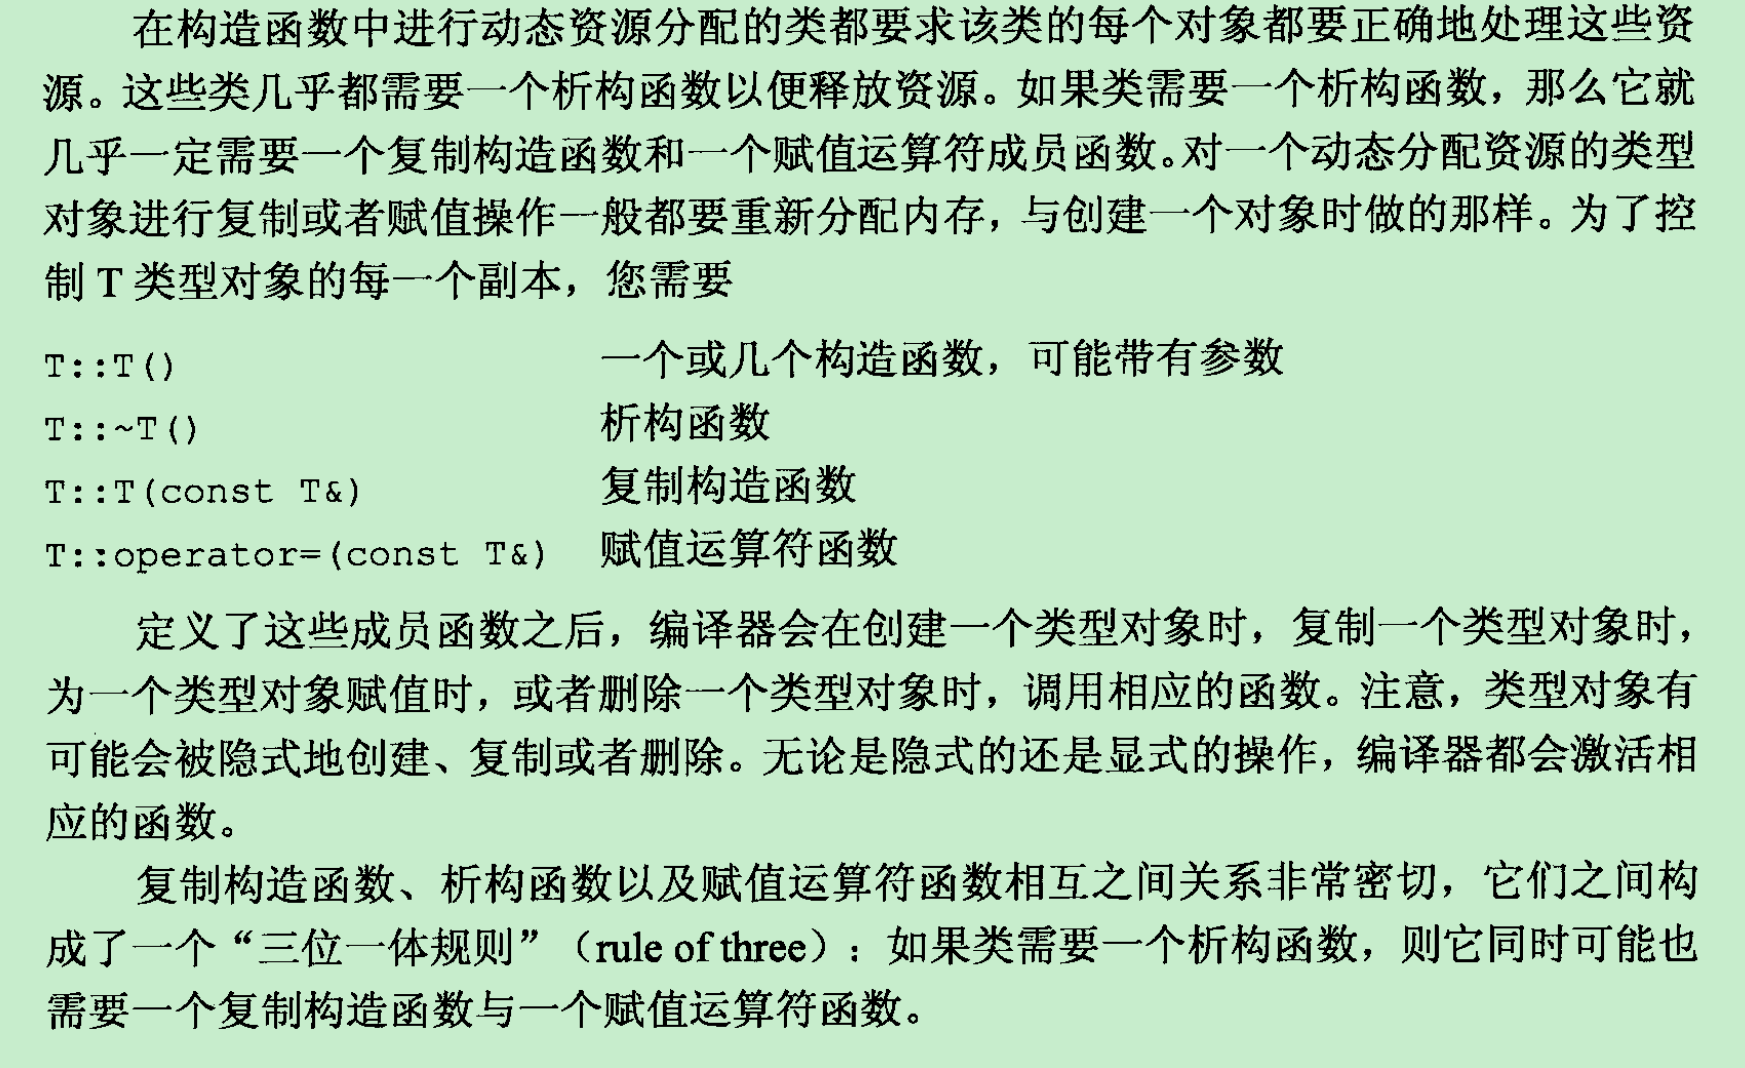 在构造函数中进行动态资源分配的类都要求该类的每个对象都要正确地处理这些资
源。这些类几乎都需要一个析构函数以便释放资源。如果类需要一个析构函数，那么它就
几乎一定需要一个复制构造函数和一个赋值运算符成员函数。对一个动态分配资源的类型
对象进行复制或者赋值操作一般都要重新分配内存，与创建一个对象时做的那样。为了控
制 T 类型对象的每一个副本，您需要
T::T() 一个或几个构造函数，可能带有参数
T::~T() 析构函数
T::T(const T&) 复制构造函数
T::operator=(const T&) 赋值运算符函数
定义了这些成员函数之后，编译器会在创建一个类型对象时，复制一个类型对象时，
为一个类型对象赋值时，或者删除一个类型对象时，调用相应的函数。注意，类型对象有
可能会被隐式地创建、复制或者删除。无论是隐式的还是显式的操作，编译器都会激活相
应的函数。
复制构造函数、析构函数以及赋值运算符函数相互之间关系非常密切，它们之间构
成了一个“三位一体规则”（rule of three）：如果类需要一个析构函数，则它同时可能也
需要一个复制构造函数与一个赋值运算符函数。